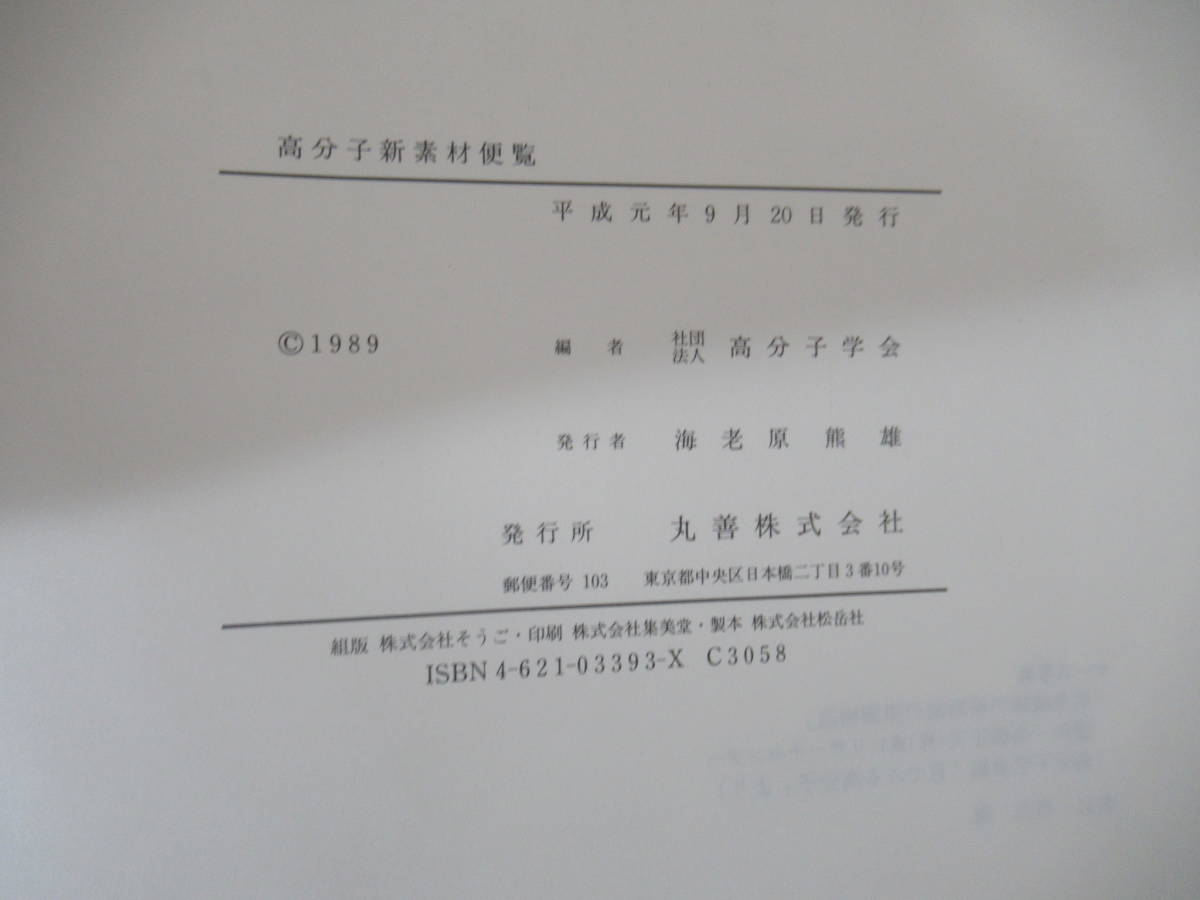 高分子新素材便覧
平成元年9月20日発行
©1989 編者 社団法人 高分子学会
発行者 海老原熊雄
発行所 丸善株式会社
郵便番号 103 東京都中央区日本橋二丁目3番10号
組版 株式会社そうご・印刷 株式会社集美堂・製本 株式会社松岳社
ISBN 4-621-03393-X C3058